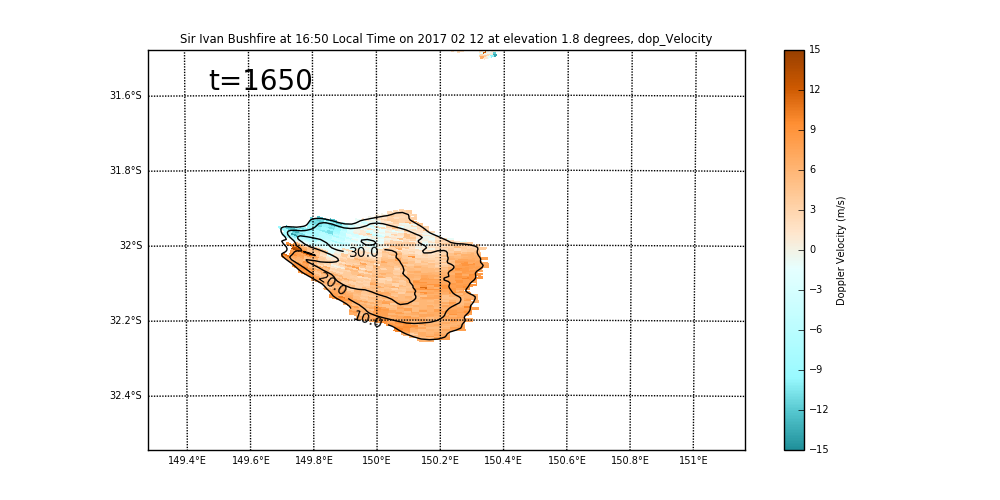 Sir Ivan Bushfire at 16:50 Local Time on 2017 02 12 at elevation 1.8 degrees, dop_Velocity
t=1650
31.6°S
31.8°S
32°S
32.2°S
32.4°S
30.0
20.0
10.0
149.4°E 149.6°E 149.8°E 150°E 150.2°E 150.4°E 150.6°E 150.8°E 151°E
15
12
9
6
3
0
−3
−6
−9
−12
−15
Doppler Velocity (m/s)